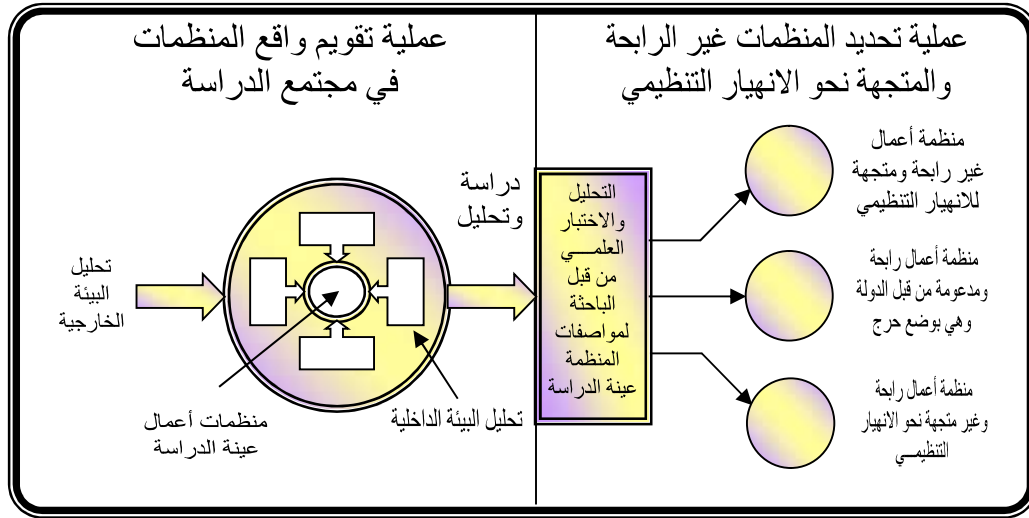 عملية تحديد المنظمات غير الرابحة
والمتجهة نحو الانهيار التنظيمي
عملية تقويم واقع المنظمات
في مجتمع الدراسة
منظمة أعمال
غير رابحة ومتجهة
للانهيار التنظيمي
منظمة أعمال رابحة
ومدعومة من قبل الدولة
وهي بوضع حرج
منظمة أعمال رابحة
وغير متجهة نحو الانهيار
التنظيمـــي
التحليل
والاختبار
العلمـــي
من قبل
الباحثة
لمواصفات
المنظمة
عينة الدراسة
دراسة
وتحليل
تحليل
البيئة
الخارجية
تحليل البيئة الداخلية
منظمات أعمال
عينة الدراسة